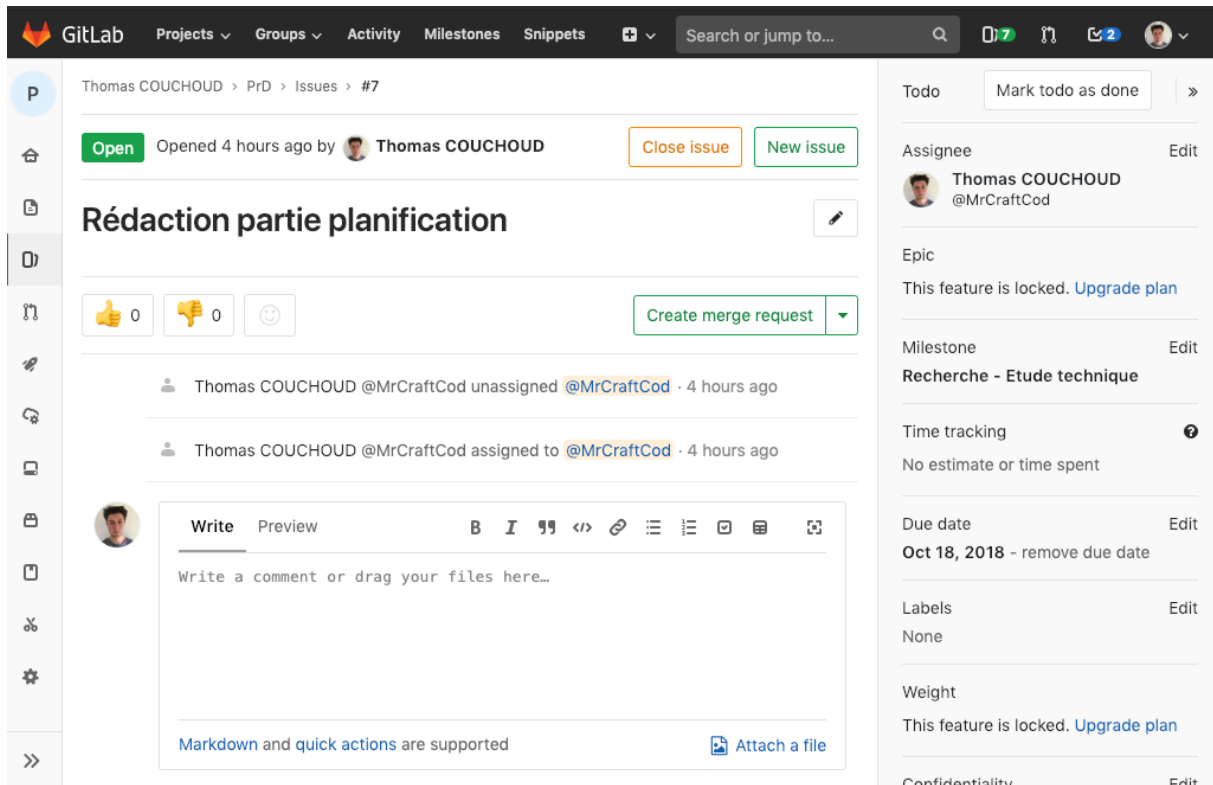 GitLab Projects Groups Activity Milestones Snippets Search or jump to... 7 2
P
Thomas COUCHOUD > PrD > Issues > #7
Open Opened 4 hours ago by Thomas COUCHOUD Close issue New issue
Rédaction partie planification
0 0 Create merge request
Thomas COUCHOUD @MrCraftCod unassigned @MrCraftCod · 4 hours ago
Thomas COUCHOUD @MrCraftCod assigned to @MrCraftCod · 4 hours ago
Write Preview
Write a comment or drag your files here…
Markdown and quick actions are supported Attach a file
Todo Mark todo as done »
Assignee Edit
Thomas COUCHOUD
@MrCraftCod
Epic
This feature is locked. Upgrade plan
Milestone Edit
Recherche - Etude technique
Time tracking
No estimate or time spent
Due date Edit
Oct 18, 2018 - remove due date
Labels Edit
None
Weight
This feature is locked. Upgrade plan
Confidentiality Edit